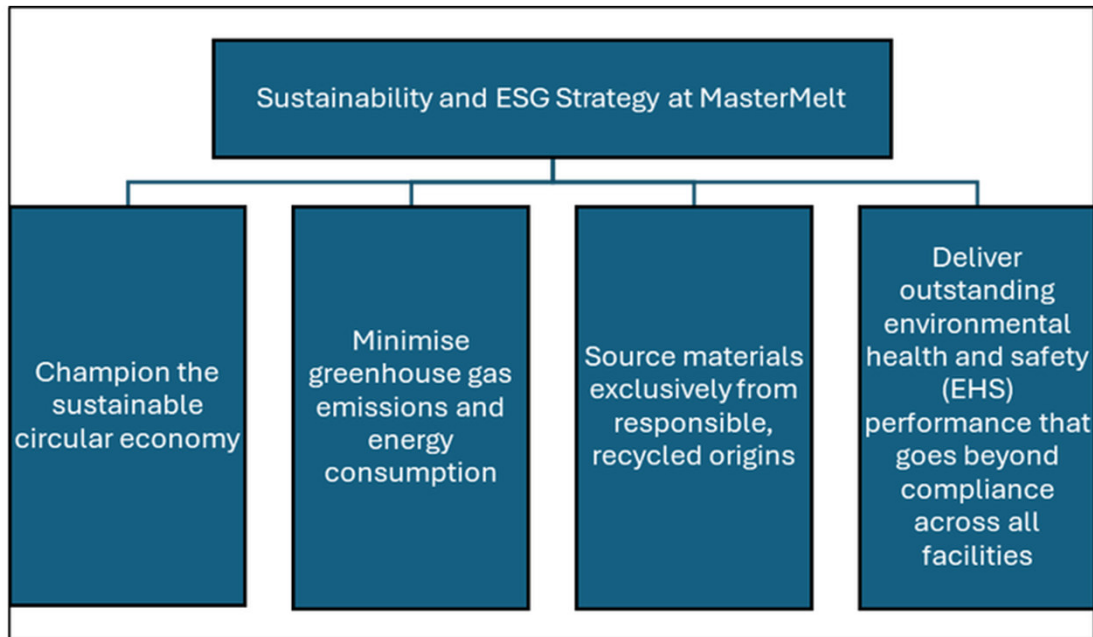 Sustainability and ESG Strategy at MasterMelt
Champion the
sustainable
circular economy
Minimise
greenhouse gas
emissions and
energy
consumption
Source materials
exclusively from
responsible,
recycled origins
Deliver
outstanding
environmental
health and safety
(EHS)
performance that
goes beyond
compliance
across all
facilities